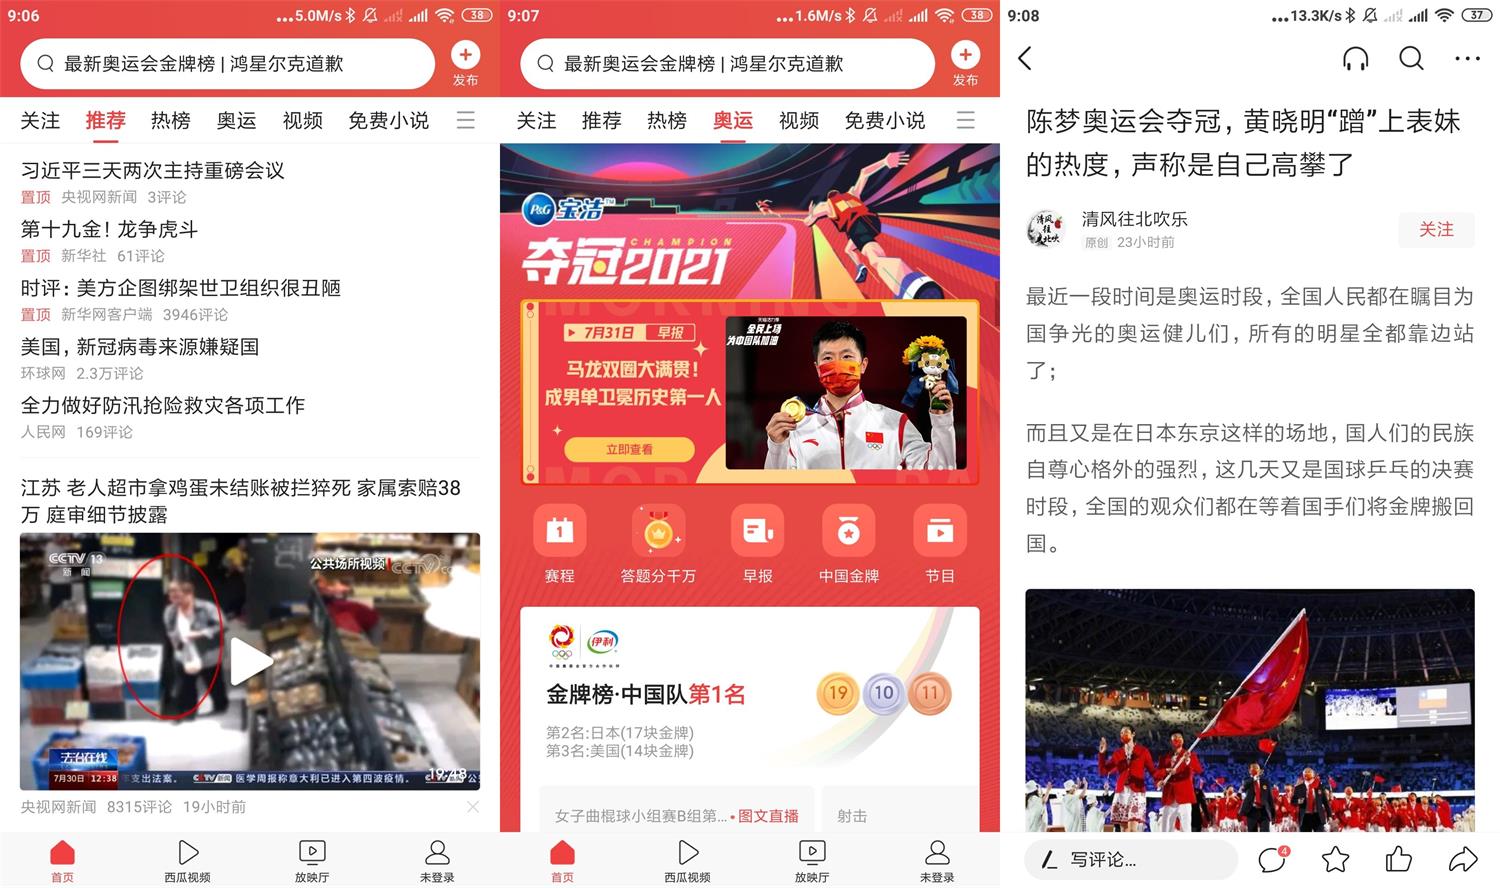 9:06
5.0M/s
38
最新奥运会金牌榜 | 鸿星尔克道歉
发布
关注 推荐 热榜 奥运 视频 免费小说
习近平三天两次主持重磅会议
置顶 央视网新闻 3评论
第十九金！龙争虎斗
置顶 新华社 61评论
时评：美方企图绑架世卫组织很丑陋
置顶 新华网客户端 3946评论
美国，新冠病毒来源嫌疑国
环球网 2.3万评论
全力做好防汛抢险救灾各项工作
人民网 169评论
江苏 老人超市拿鸡蛋未结账被拦猝死 家属索赔38
万 庭审细节披露
CCTV 13
新闻
公共场所视频
法治在线
7月30日 12:38
医学周报称意大利已进入第四波疫情。
19:48
央视网新闻 8315评论 19小时前
首页 西瓜视频 放映厅 未登录
9:07
1.6M/s
38
最新奥运会金牌榜 | 鸿星尔克道歉
发布
关注 推荐 热榜 奥运 视频 免费小说
P&G 宝洁
CHAMPION
夺冠2021
7月31日 早报
马龙双圈大满贯！
成男单卫冕历史第一人
立即查看
全民上场
为中国队加油
赛程 答题分千万 早报 中国金牌 节目
伊利
金牌榜·中国队第1名
19 10 11
第2名:日本(17块金牌)
第3名:美国(14块金牌)
女子曲棍球小组赛B组第... 图文直播
射击
首页 西瓜视频 放映厅 未登录
9:08
13.3K/s
37
陈梦奥运会夺冠，黄晓明“蹭”上表妹
的热度，声称是自己高攀了
清风往北吹乐
原创 23小时前
关注
最近一段时间是奥运时段，全国人民都在瞩目为
国争光的奥运健儿们，所有的明星全都靠边站
了；
而且又是在日本东京这样的场地，国人们的民族
自尊心格外的强烈，这几天又是国球乒乓的决赛
时段，全国的观众们都在等着国手们将金牌搬回
国。
写评论...
4